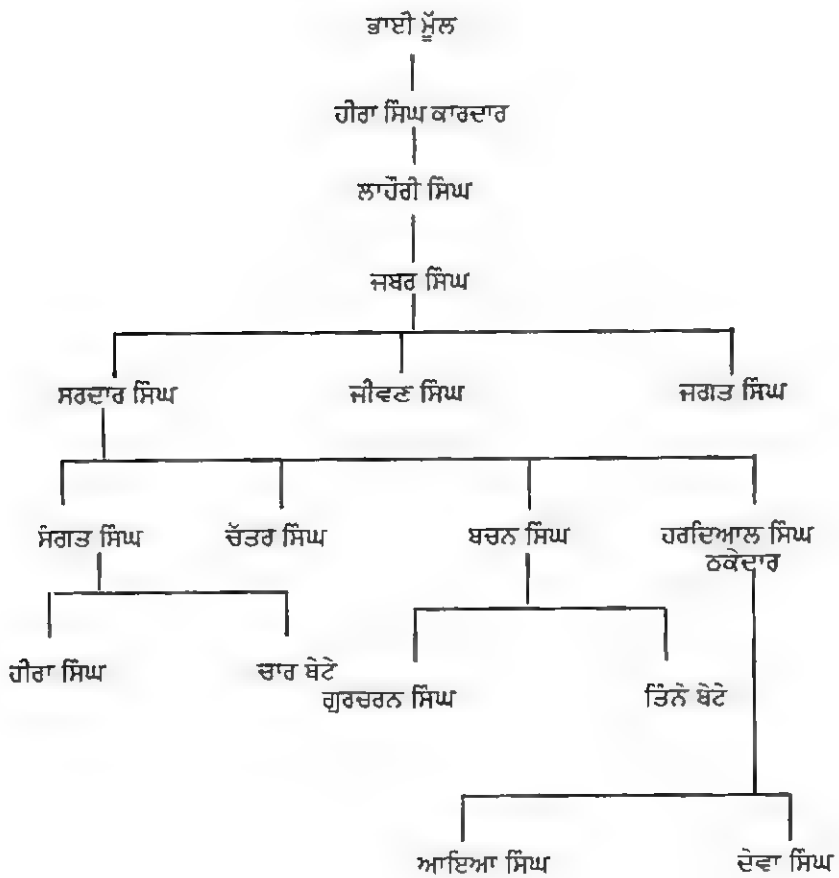 ਭਾਈ ਮੂੱਲ
ਹੀਰਾ ਸਿੰਘ ਕਾਰਦਾਰ
ਲਾਹੌਰੀ ਸਿੰਘ
ਜਬਰ ਸਿੰਘ
ਸਰਦਾਰ ਸਿੰਘ ਜੀਵਣ ਸਿੰਘ ਜਗਤ ਸਿੰਘ
ਸੰਗਤ ਸਿੰਘ ਚੱਤਰ ਸਿੰਘ ਬਚਨ ਸਿੰਘ ਹਰਦਿਆਲ ਸਿੰਘ
ਠਕੇਦਾਰ
ਹੀਰਾ ਸਿੰਘ ਚਾਰ ਬੇਟੇ
ਗੁਰਚਰਨ ਸਿੰਘ ਤਿੰਨੇ ਬੇਟੇ
ਆਇਆ ਸਿੰਘ ਦੇਵਾ ਸਿੰਘ